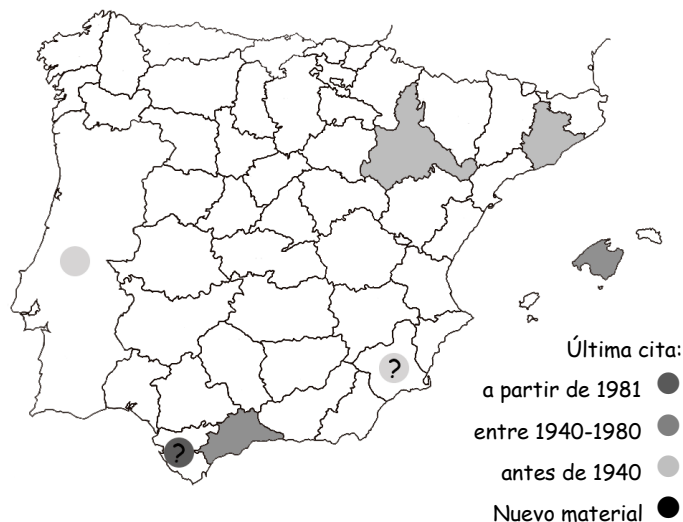 ?
?
Última cita:
a partir de 1981
entre 1940-1980
antes de 1940
Nuevo material